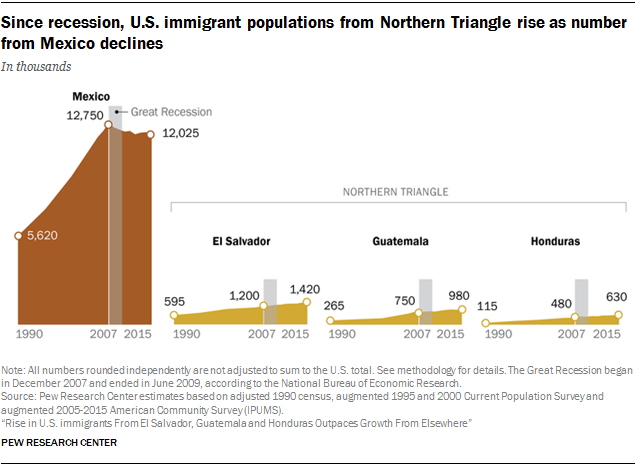 Since recession, U.S. immigrant populations from Northern Triangle rise as number
from Mexico declines
In thousands
Mexico
12,750
Great Recession
12,025
5,620
1990
2007
2015
NORTHERN TRIANGLE
El Salvador
595
1,200
1,420
1990
2007
2015
Guatemala
265
750
980
1990
2007
2015
Honduras
115
480
630
1990
2007
2015
Note: All numbers rounded independently are not adjusted to sum to the U.S. total. See methodology for details. The Great Recession began
in December 2007 and ended in June 2009, according to the National Bureau of Economic Research.
Source: Pew Research Center estimates based on adjusted 1990 census, augmented 1995 and 2000 Current Population Survey and
augmented 2005-2015 American Community Survey (IPUMS).
“Rise in U.S. immigrants From El Salvador, Guatemala and Honduras Outpaces Growth From Elsewhere”
PEW RESEARCH CENTER